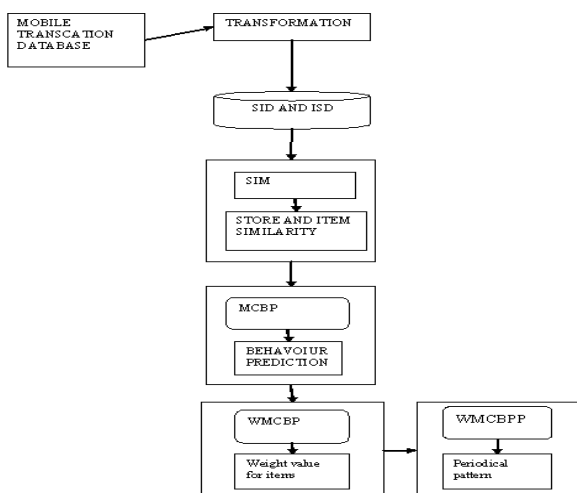 MOBILE
TRANSCATION
DATABASE
TRANSFORMATION
SID AND ISD
SIM
STORE AND ITEM
SIMILARITY
MCBP
BEHAVOIUR
PREDICTION
WMCBP
Weight value
for items
WMCBPP
Periodical
pattern